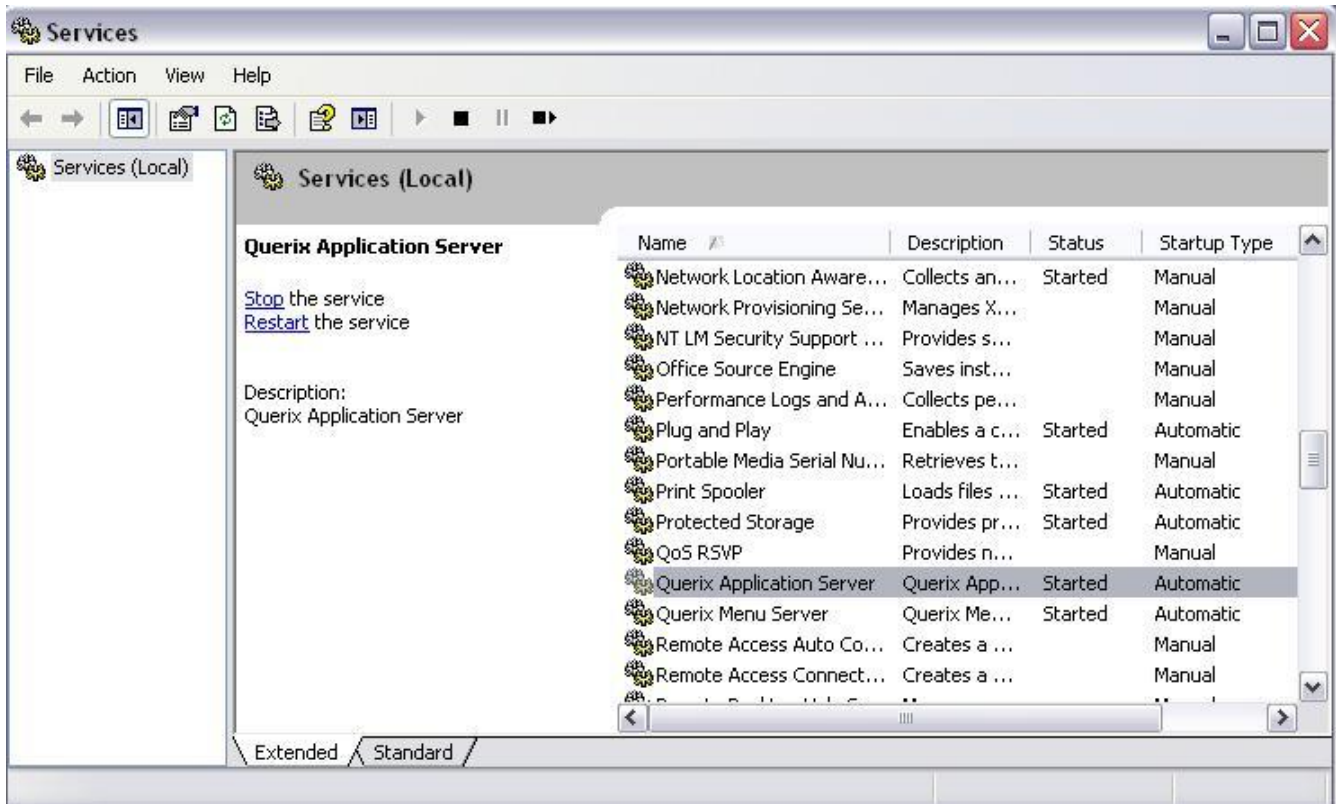 Services
File Action View Help
Services (Local)
Services (Local)
Querix Application Server
Stop the service
Restart the service
Description:
Querix Application Server
Name Description Status Startup Type
Network Location Aware... Collects an... Started Manual
Network Provisioning Se... Manages X... Manual
NT LM Security Support ... Provides s... Manual
Office Source Engine Saves inst... Manual
Performance Logs and A... Collects pe... Manual
Plug and Play Enables a c... Started Automatic
Portable Media Serial Nu... Retrieves t... Manual
Print Spooler Loads files ... Started Automatic
Protected Storage Provides pr... Started Automatic
QoS RSVP Provides n... Manual
Querix Application Server Querix App... Started Automatic
Querix Menu Server Querix Me... Started Automatic
Remote Access Auto Co... Creates a ... Manual
Remote Access Connect... Creates a ... Manual
Extended Standard